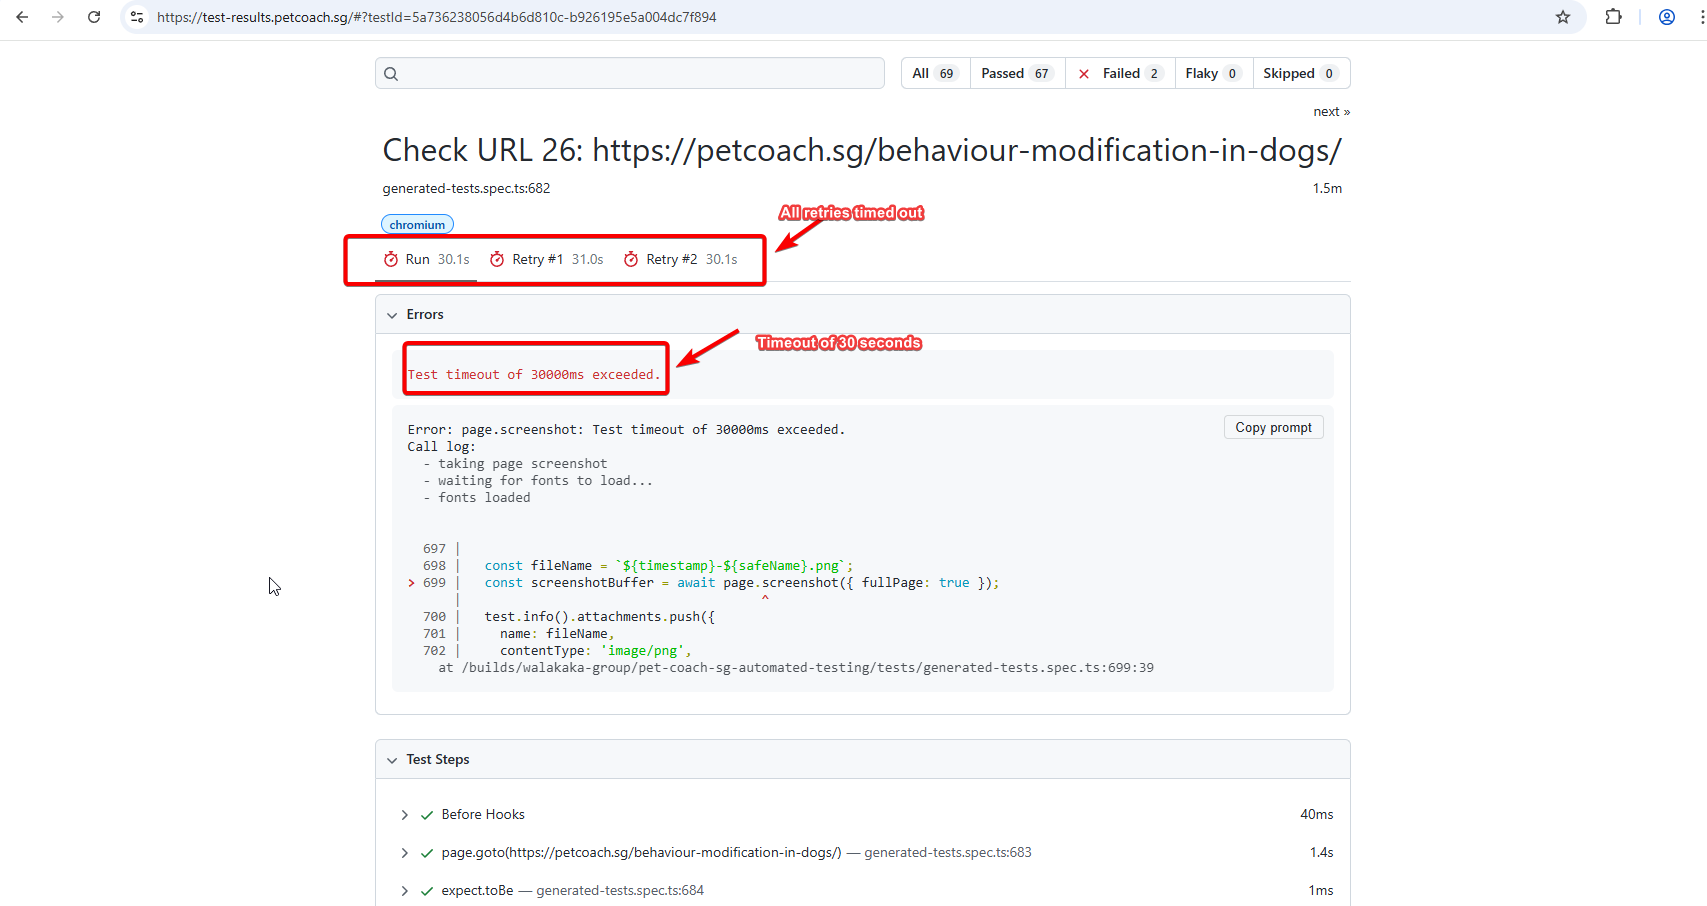 https://test-results.petcoach.sg/#?testId=5a736238056d4b6d810c-b926195e5a004dc7f894
All 69 Passed 67 Failed 2 Flaky 0 Skipped 0
next »
Check URL 26: https://petcoach.sg/behaviour-modification-in-dogs/
generated-tests.spec.ts:682 1.5m
All retries timed out
chromium
Run 30.1s Retry #1 31.0s Retry #2 30.1s
Errors
Timeout of 30 seconds
Test timeout of 30000ms exceeded.
Error: page.screenshot: Test timeout of 30000ms exceeded.
Copy prompt
Call log:
- taking page screenshot
- waiting for fonts to load...
- fonts loaded
697 |
698 | const fileName = `${timestamp}-${safeName}.png`;
> 699 | const screenshotBuffer = await page.screenshot({ fullPage: true });
| ^
700 | test.info().attachments.push({
701 | name: fileName,
702 | contentType: 'image/png',
at /builds/walakaka-group/pet-coach-sg-automated-testing/tests/generated-tests.spec.ts:699:39
Test Steps
Before Hooks 40ms
page.goto(https://petcoach.sg/behaviour-modification-in-dogs/) — generated-tests.spec.ts:683 1.4s
expect.toBe — generated-tests.spec.ts:684 1ms